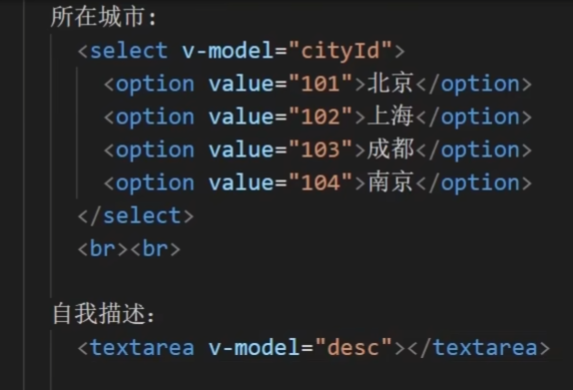 所在城市：
<select v-model="cityId">
<option value="101">北京</option>
<option value="102">上海</option>
<option value="103">成都</option>
<option value="104">南京</option>
</select>
<br><br>
自我描述：
<textarea v-model="desc"></textarea>